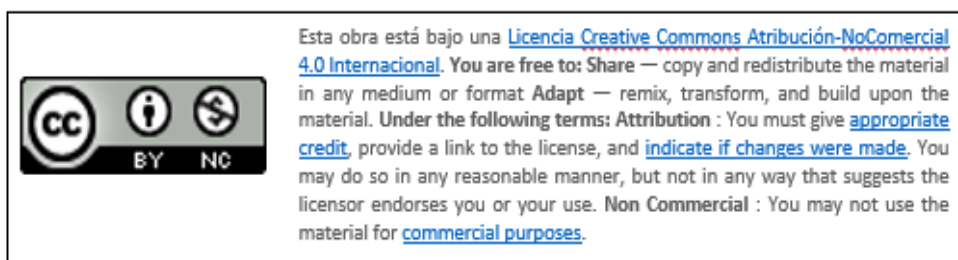 Esta obra está bajo una Licencia Creative Commons Atribución-NoComercial
4.0 Internacional. You are free to: Share — copy and redistribute the material
in any medium or format Adapt — remix, transform, and build upon the
material. Under the following terms: Attribution : You must give appropriate
credit, provide a link to the license, and indicate if changes were made. You
may do so in any reasonable manner, but not in any way that suggests the
licensor endorses you or your use. Non Commercial : You may not use the
material for commercial purposes.
cc
BY NC